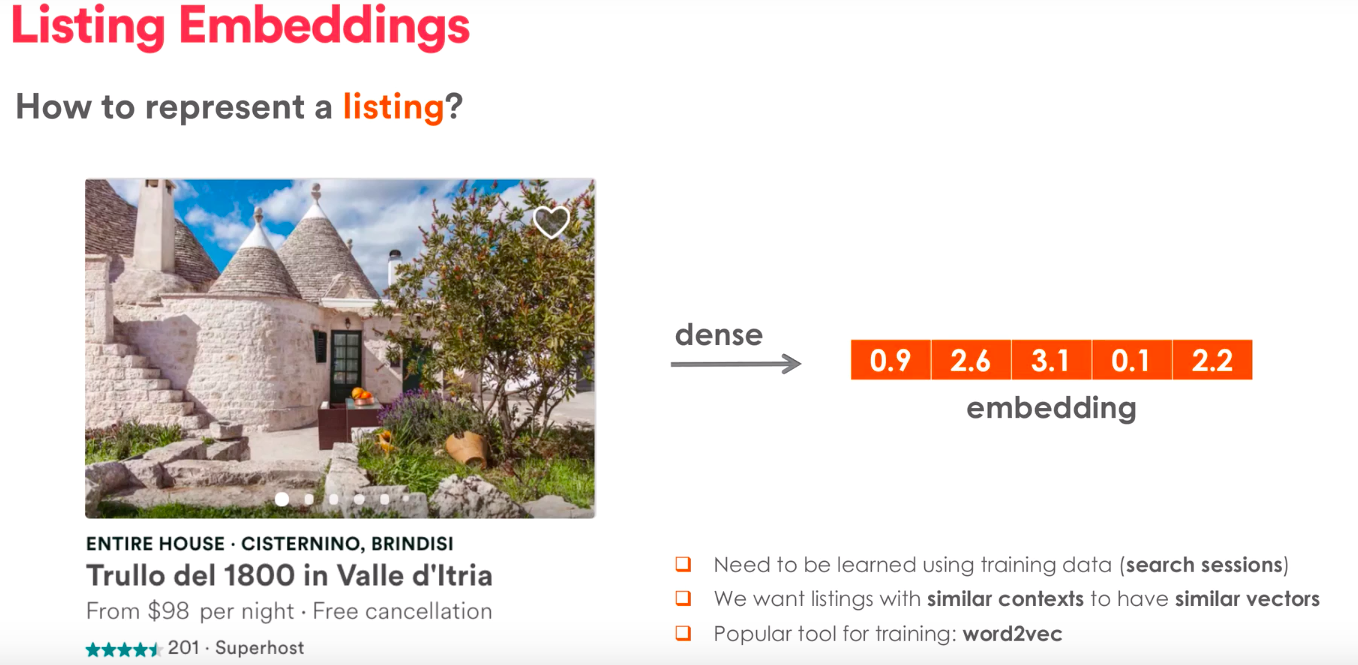 Listing Embeddings
How to represent a listing?
ENTIRE HOUSE · CISTERNINO, BRINDISI
Trullo del 1800 in Valle d'Itria
From $98 per night · Free cancellation
201 · Superhost
dense
0.9 2.6 3.1 0.1 2.2
embedding
Need to be learned using training data (search sessions)
We want listings with similar contexts to have similar vectors
Popular tool for training: word2vec